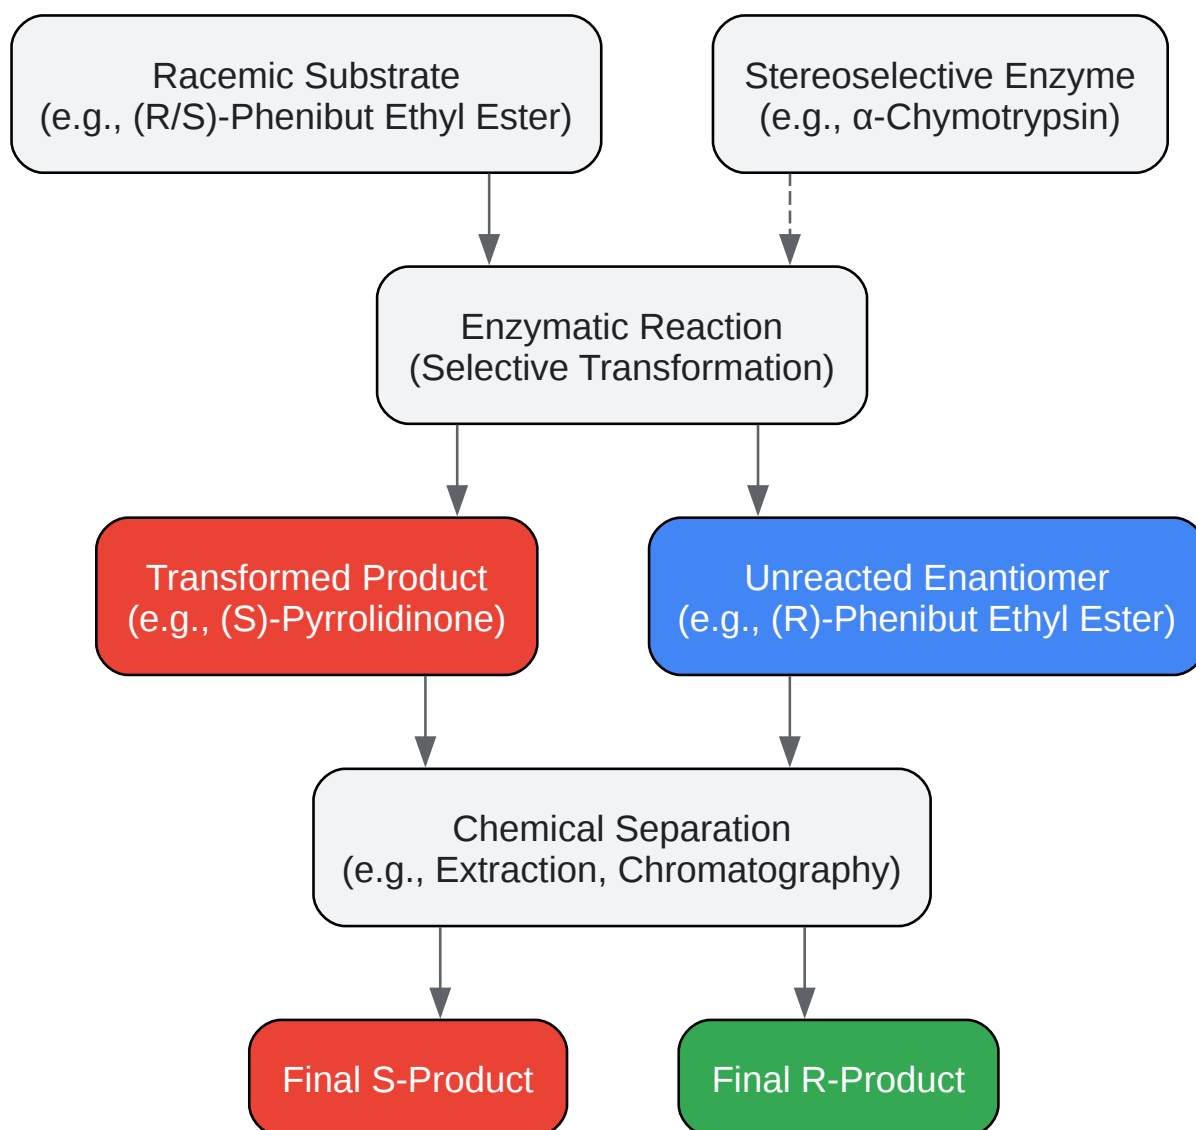 Racemic Substrate
(e.g., (R/S)-Phenibut Ethyl Ester)
Stereoselective Enzyme
(e.g., α-Chymotrypsin)
Enzymatic Reaction
(Selective Transformation)
Transformed Product
(e.g., (S)-Pyrrolidinone)
Unreacted Enantiomer
(e.g., (R)-Phenibut Ethyl Ester)
Chemical Separation
(e.g., Extraction, Chromatography)
Final S-Product
Final R-Product